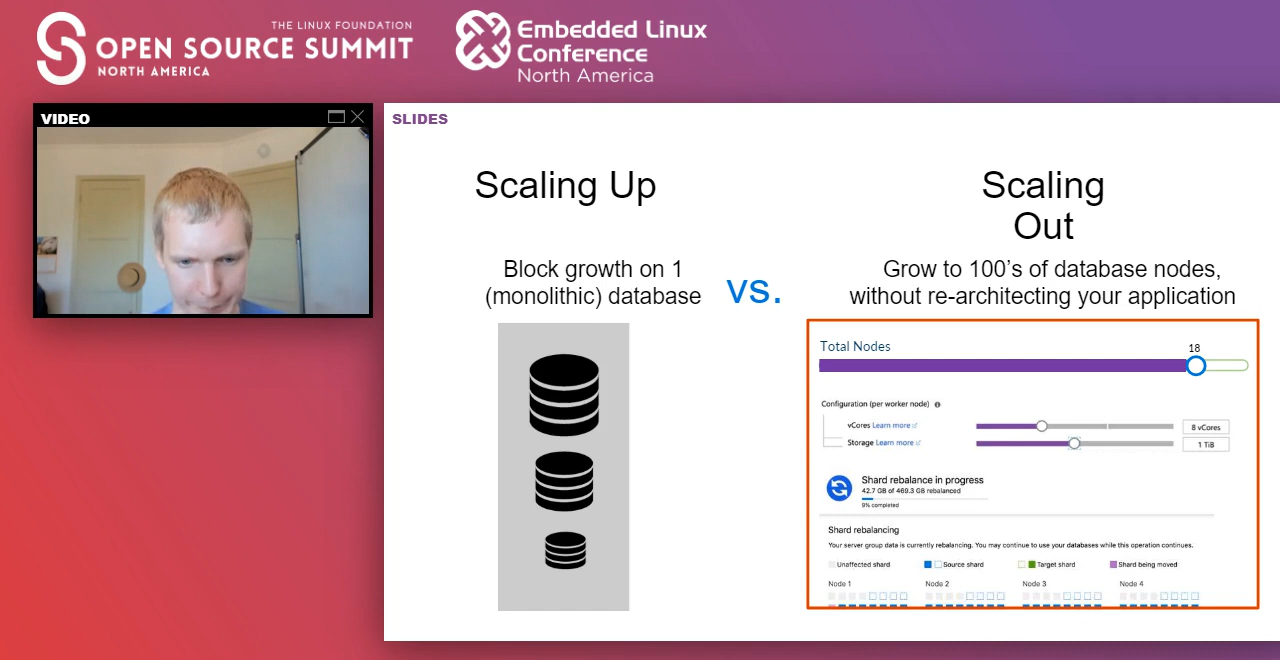 THE LINUX FOUNDATION
OPEN SOURCE SUMMIT
NORTH AMERICA
Embedded Linux
Conference
North America
VIDEO
SLIDES
Scaling Up
Scaling
Out
Block growth on 1
(monolithic) database
vs.
Grow to 100's of database nodes,
without re-architecting your application
Total Nodes
18
Configuration (per worker node)
vCores Learn more
8 vCores
Storage Learn more
1 TiB
Shard rebalance in progress
42.7 GB of 469.3 GB rebalanced
9% completed
Shard rebalancing
Your server group data is currently rebalancing. You may continue to use your databases while this operation continues.
Unaffected shard Source shard Target shard Shard being moved
Node 1 Node 2 Node 3 Node 4